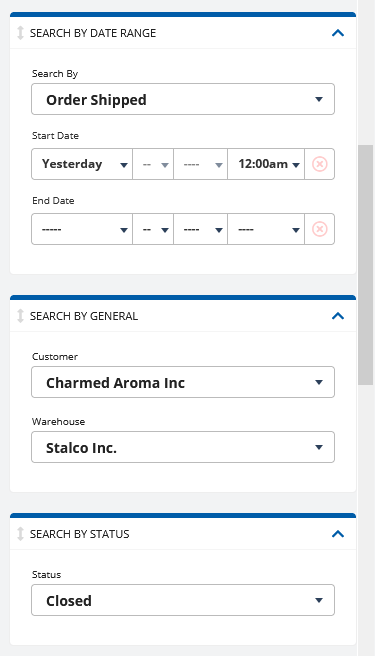 SEARCH BY DATE RANGE
Search By
Order Shipped
Start Date
Yesterday -- ---- 12:00am
End Date
----- -- ---- ----
SEARCH BY GENERAL
Customer
Charmed Aroma Inc
Warehouse
Stalco Inc.
SEARCH BY STATUS
Status
Closed